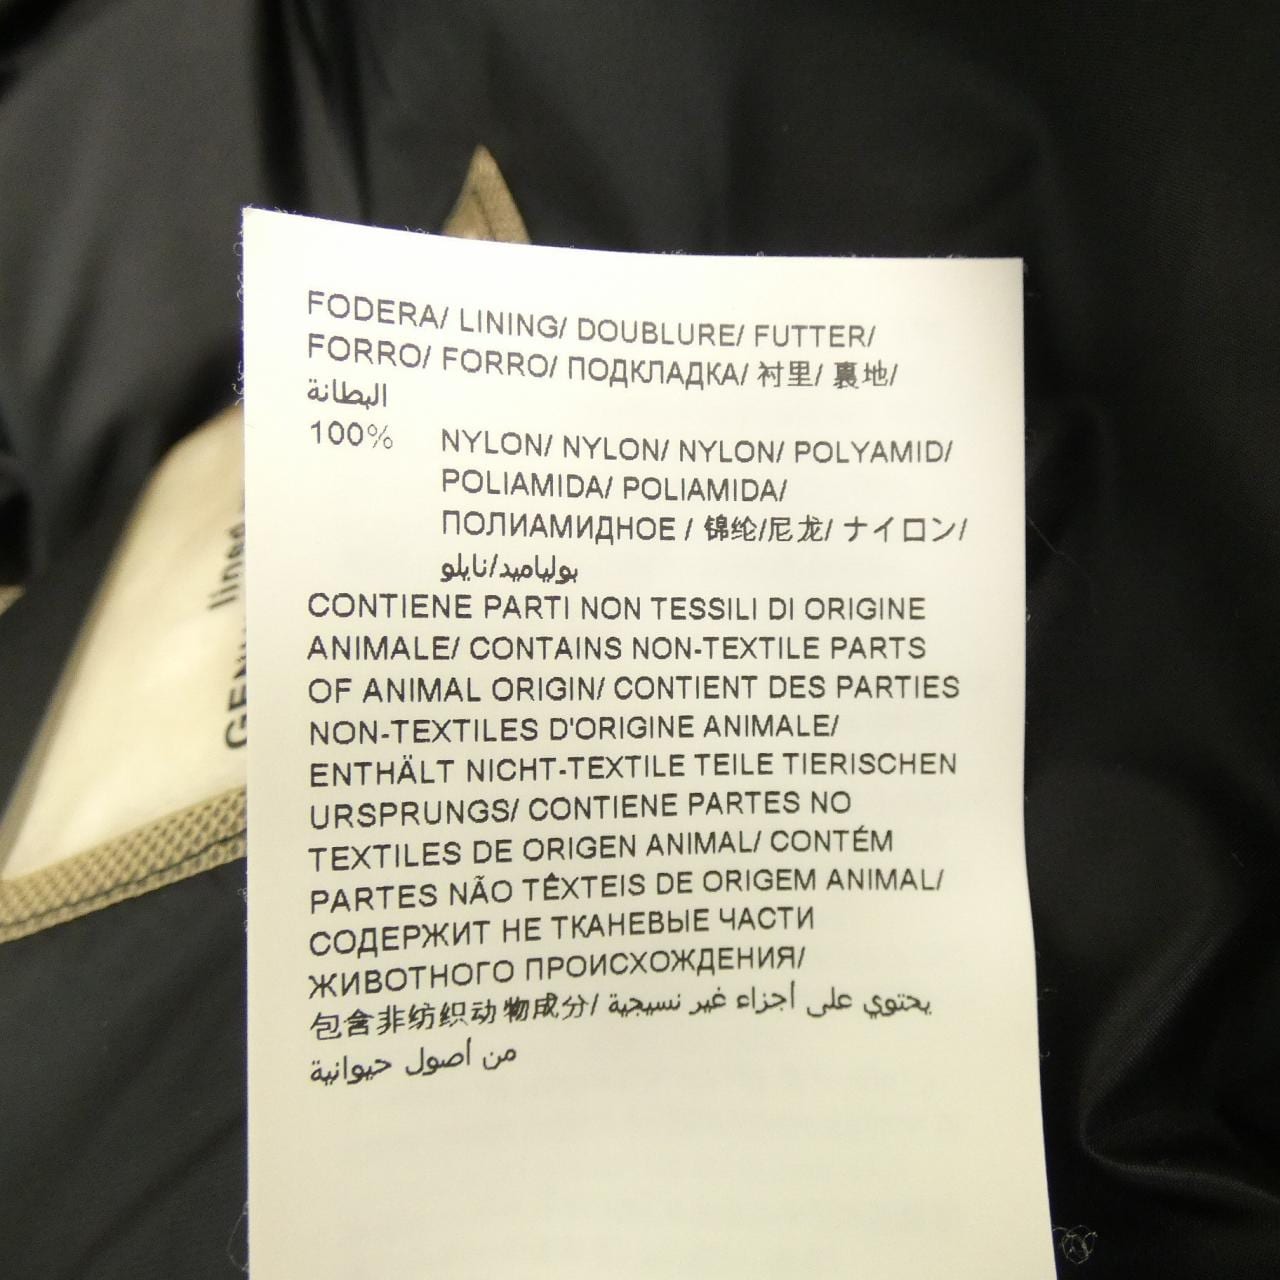 FODERA/ LINING/ DOUBLURE/ FUTTER/
FORRO/ FORRO/ ПОДКЛАДКА/ 衬里/ 裏地/
البطانة
100% NYLON/ NYLON/ NYLON/ POLYAMID/
POLIAMIDA/ POLIAMIDA/
ПОЛИАМИДНОЕ / 锦纶/尼龙/ ナイロン/
بولياميد/نايلو
CONTIENE PARTI NON TESSILI DI ORIGINE
ANIMALE/ CONTAINS NON-TEXTILE PARTS
OF ANIMAL ORIGIN/ CONTIENT DES PARTIES
NON-TEXTILES D'ORIGINE ANIMALE/
ENTHÄLT NICHT-TEXTILE TEILE TIERISCHEN
URSPRUNGS/ CONTIENE PARTES NO
TEXTILES DE ORIGEN ANIMAL/ CONTÉM
PARTES NÃO TÊXTEIS DE ORIGEM ANIMAL/
СОДЕРЖИТ НЕ ТКАНЕВЫЕ ЧАСТИ
ЖИВОТНОГО ПРОИСХОЖДЕНИЯ/
包含非纺织动物成分/ يحتوي على أجزاء غير نسيجية
من أصول حيوانية